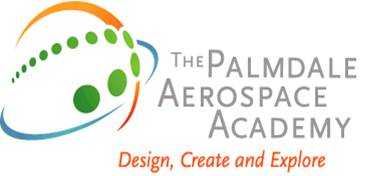 The Palmdale
Aerospace
Academy
Design, Create and Explore